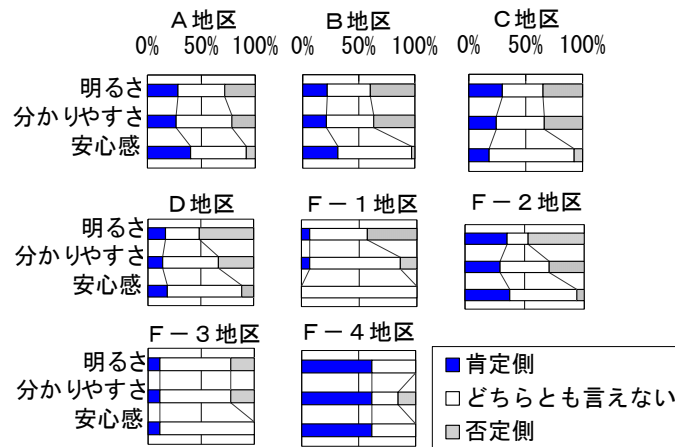 A地区 B地区 C地区
0% 50% 100% 0% 50% 100% 0% 50% 100%
明るさ
分かりやすさ
安心感
D地区 F－1地区 F－2地区
明るさ
分かりやすさ
安心感
F－3地区 F－4地区
明るさ
分かりやすさ
安心感
肯定側
どちらとも言えない
否定側